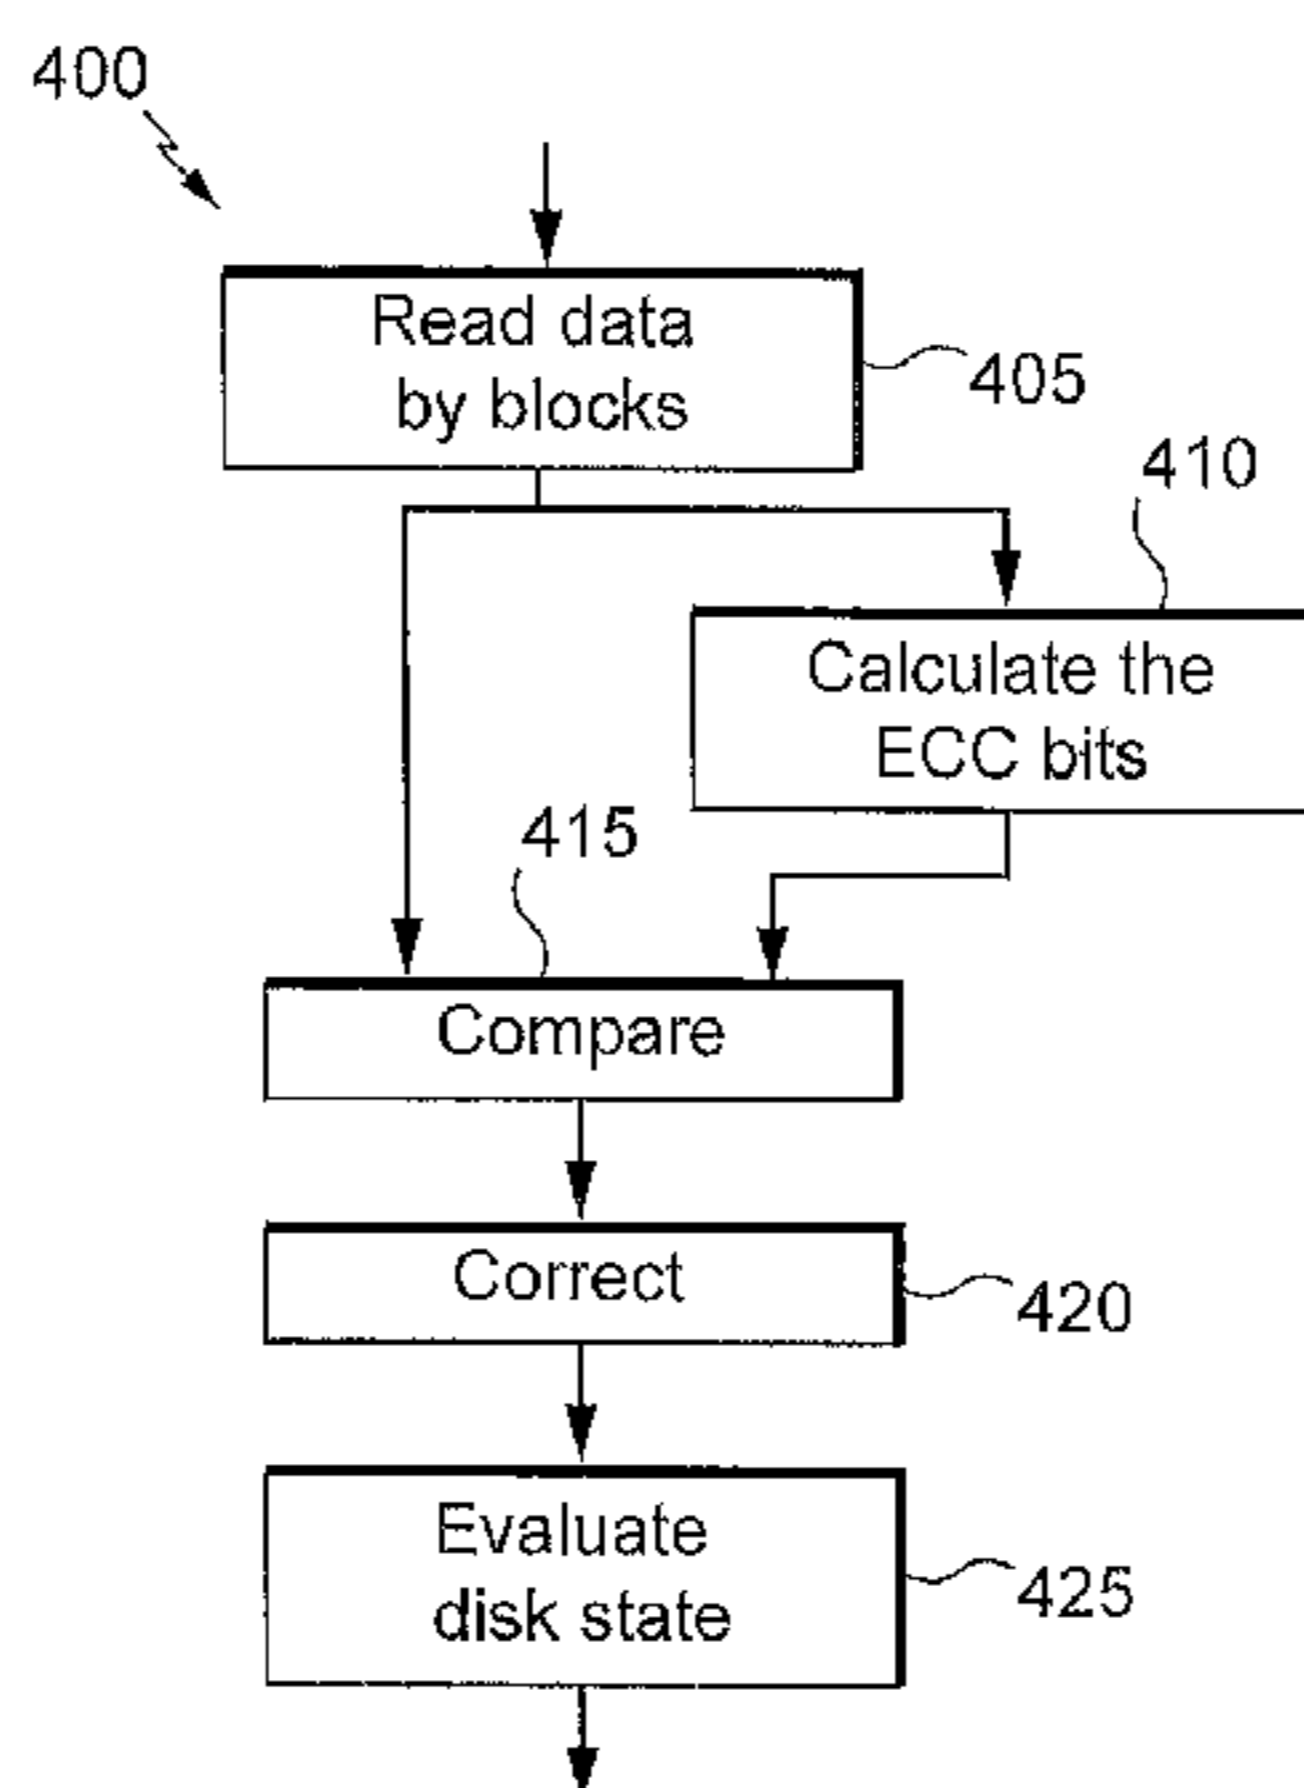 400
Read data
by blocks
405
410
Calculate the
ECC bits
415
Compare
Correct
420
Evaluate
disk state
425